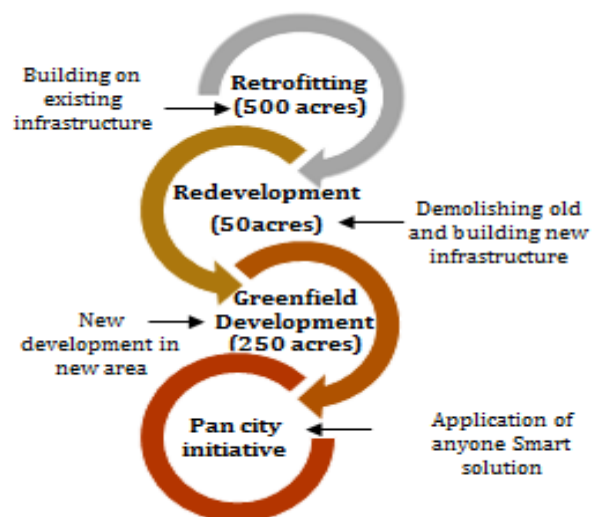 Building on
existing
infrastructure
Retrofitting
(500 acres)
Redevelopment
(50acres)
Demolishing old
and building new
infrastructure
New
development in
new area
Greenfield
Development
(250 acres)
Pan city
initiative
Application of
anyone Smart
solution